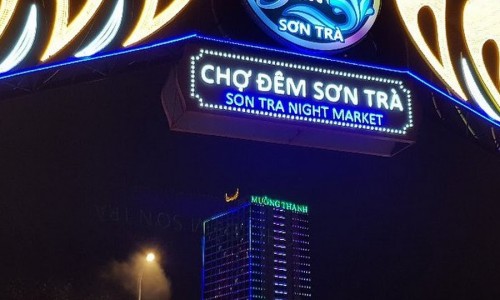 SƠN TRÀ
CHỢ ĐÊM SƠN TRÀ
SON TRA NIGHT MARKET
MƯỜNG THANH